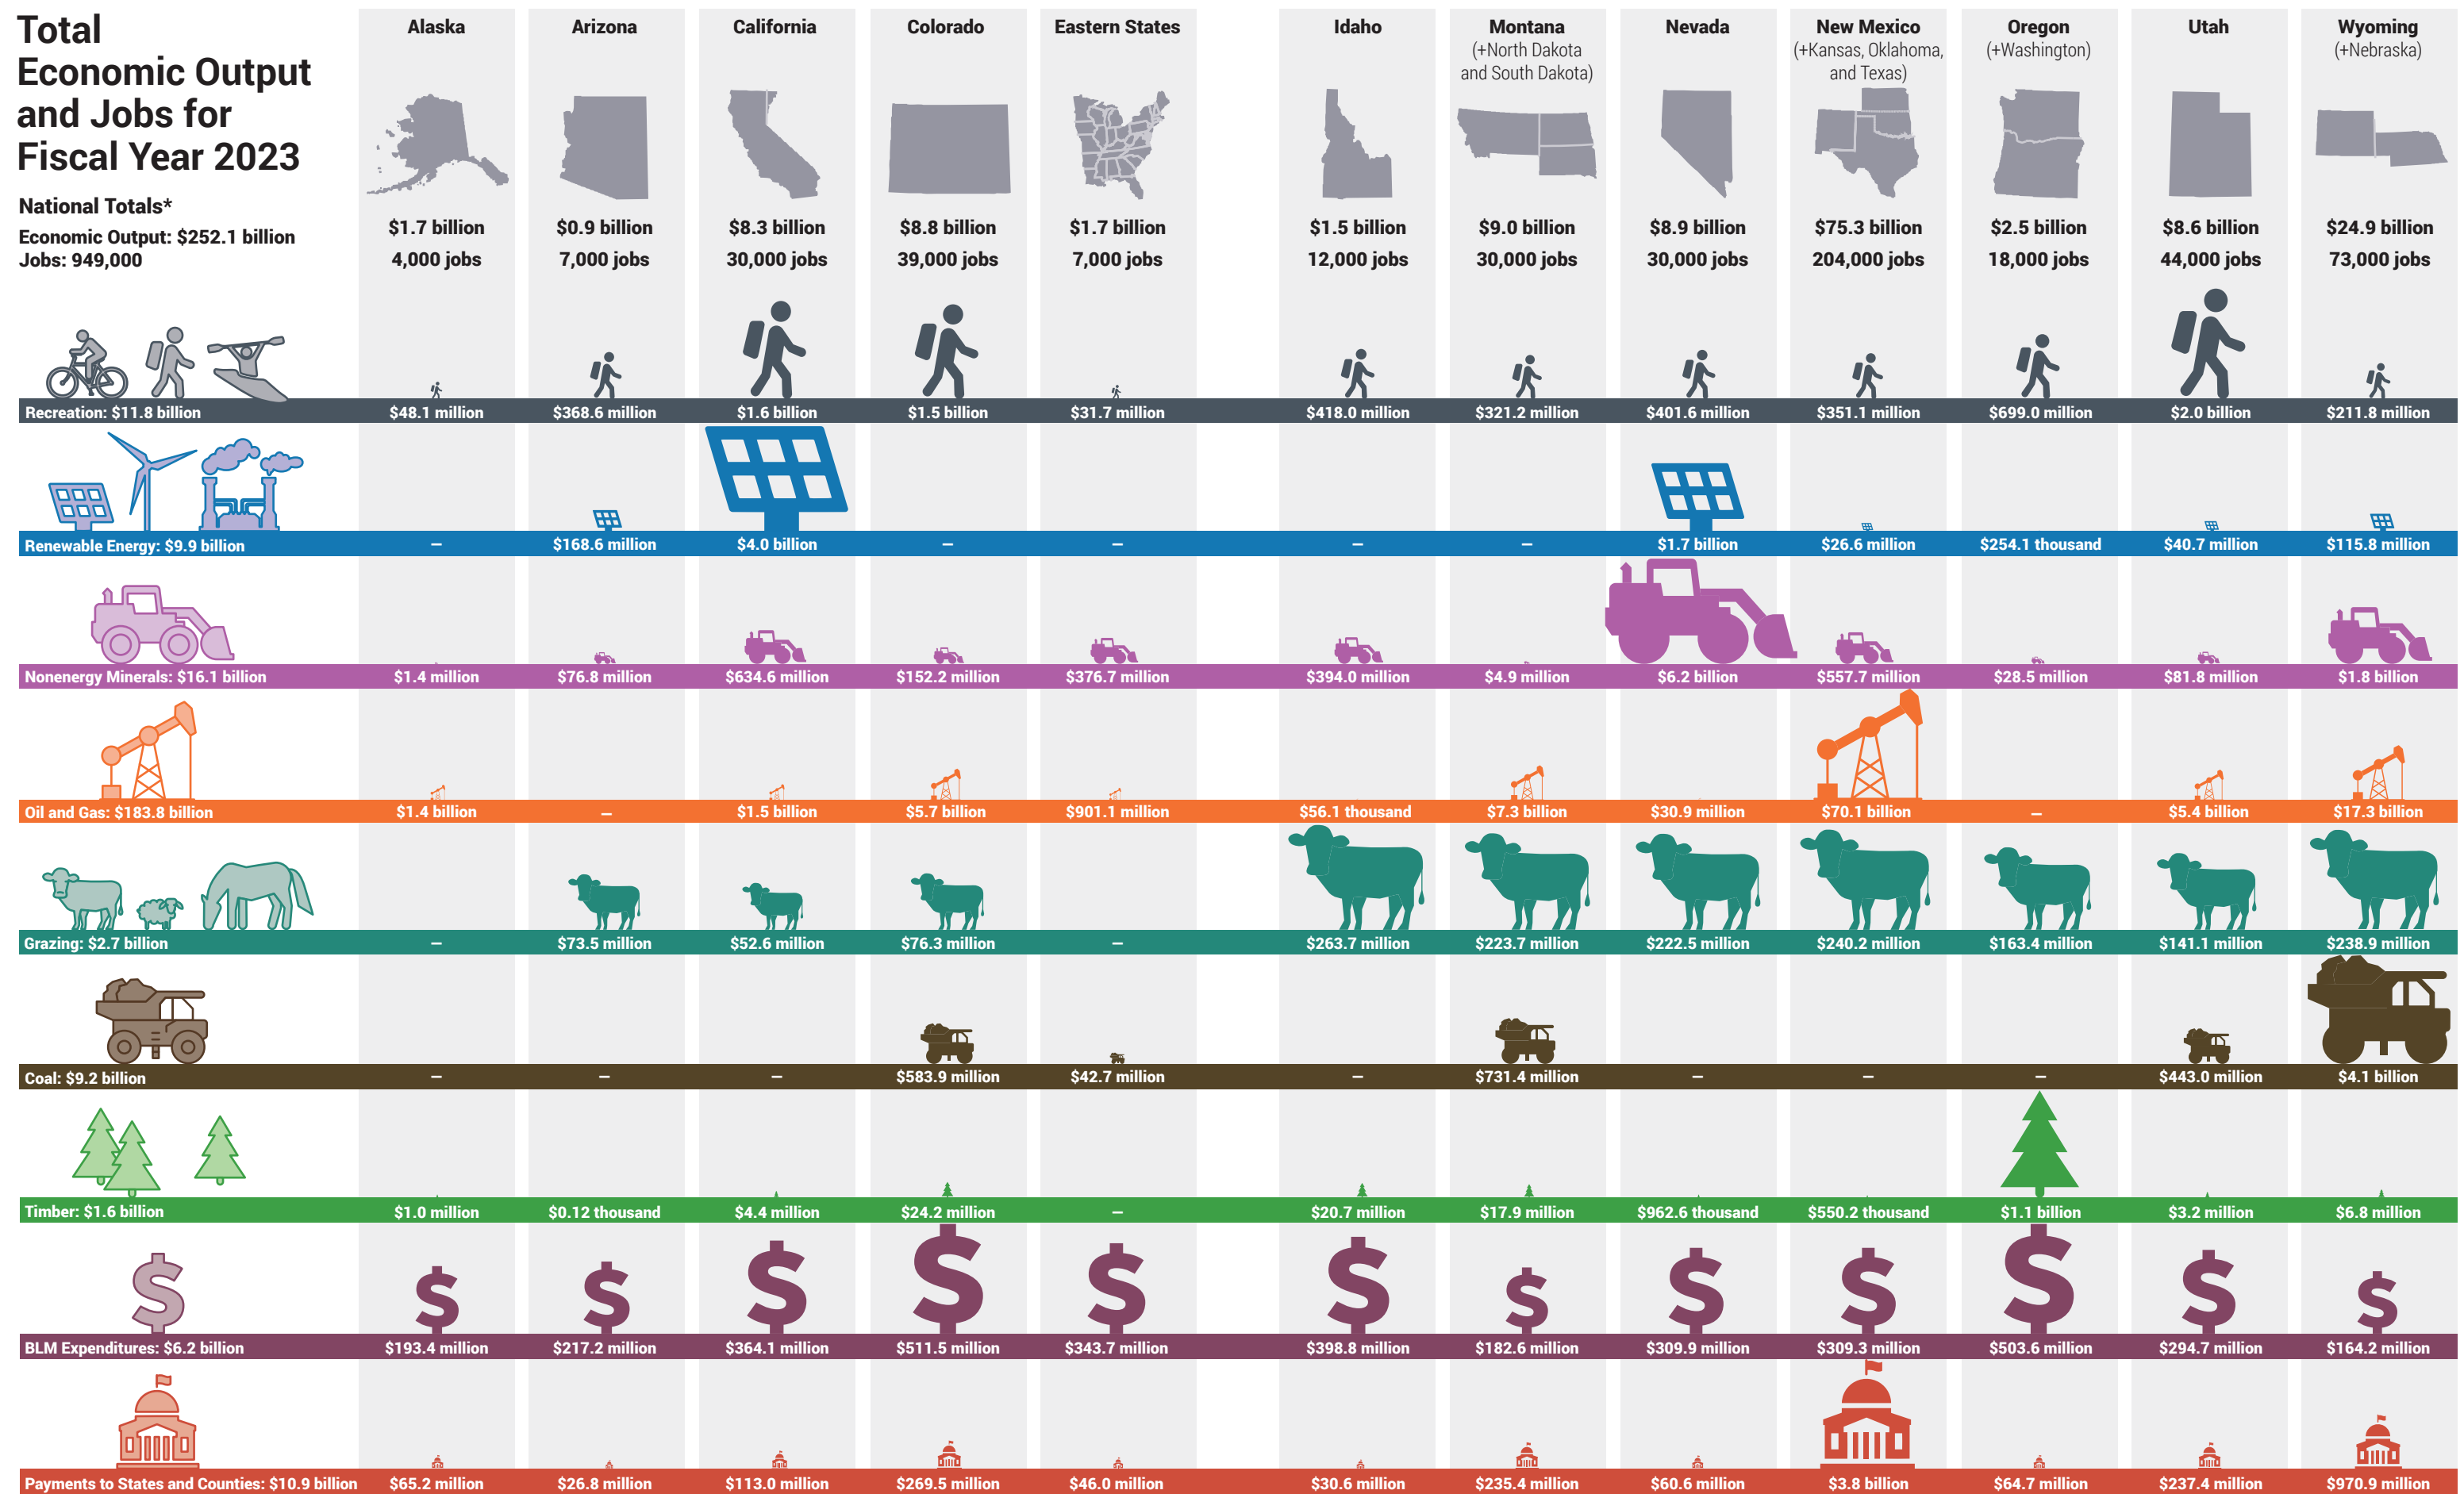 Total
Economic Output
and Jobs for
Fiscal Year 2023
National Totals*
Economic Output: $252.1 billion
Jobs: 949,000
Alaska
$1.7 billion
4,000 jobs
Arizona
$0.9 billion
7,000 jobs
California
$8.3 billion
30,000 jobs
Colorado
$8.8 billion
39,000 jobs
Eastern States
$1.7 billion
7,000 jobs
Idaho
$1.5 billion
12,000 jobs
Montana
(+North Dakota
and South Dakota)
$9.0 billion
30,000 jobs
Nevada
$8.9 billion
30,000 jobs
New Mexico
(+Kansas, Oklahoma,
and Texas)
$75.3 billion
204,000 jobs
Oregon
(+Washington)
$2.5 billion
18,000 jobs
Utah
$8.6 billion
44,000 jobs
Wyoming
(+Nebraska)
$24.9 billion
73,000 jobs
Recreation: $11.8 billion $48.1 million $368.6 million $1.6 billion $1.5 billion $31.7 million $418.0 million $321.2 million $401.6 million $351.1 million $699.0 million $2.0 billion $211.8 million
Renewable Energy: $9.9 billion – $168.6 million $4.0 billion – – – – $1.7 billion $26.6 million $254.1 thousand $40.7 million $115.8 million
Nonenergy Minerals: $16.1 billion $1.4 million $76.8 million $634.6 million $152.2 million $376.7 million $394.0 million $4.9 million $6.2 billion $557.7 million $28.5 million $81.8 million $1.8 billion
Oil and Gas: $183.8 billion $1.4 billion – $1.5 billion $5.7 billion $901.1 million $56.1 thousand $7.3 billion $30.9 million $70.1 billion – $5.4 billion $17.3 billion
Grazing: $2.7 billion – $73.5 million $52.6 million $76.3 million – $263.7 million $223.7 million $222.5 million $240.2 million $163.4 million $141.1 million $238.9 million
Coal: $9.2 billion – – – $583.9 million $42.7 million – $731.4 million – – – $443.0 million $4.1 billion
Timber: $1.6 billion $1.0 million $0.12 thousand $4.4 million $24.2 million – $20.7 million $17.9 million $962.6 thousand $550.2 thousand $1.1 billion $3.2 million $6.8 million
BLM Expenditures: $6.2 billion $193.4 million $217.2 million $364.1 million $511.5 million $343.7 million $398.8 million $182.6 million $309.9 million $309.3 million $503.6 million $294.7 million $164.2 million
Payments to States and Counties: $10.9 billion $65.2 million $26.8 million $113.0 million $269.5 million $46.0 million $30.6 million $235.4 million $60.6 million $3.8 billion $64.7 million $237.4 million $970.9 million